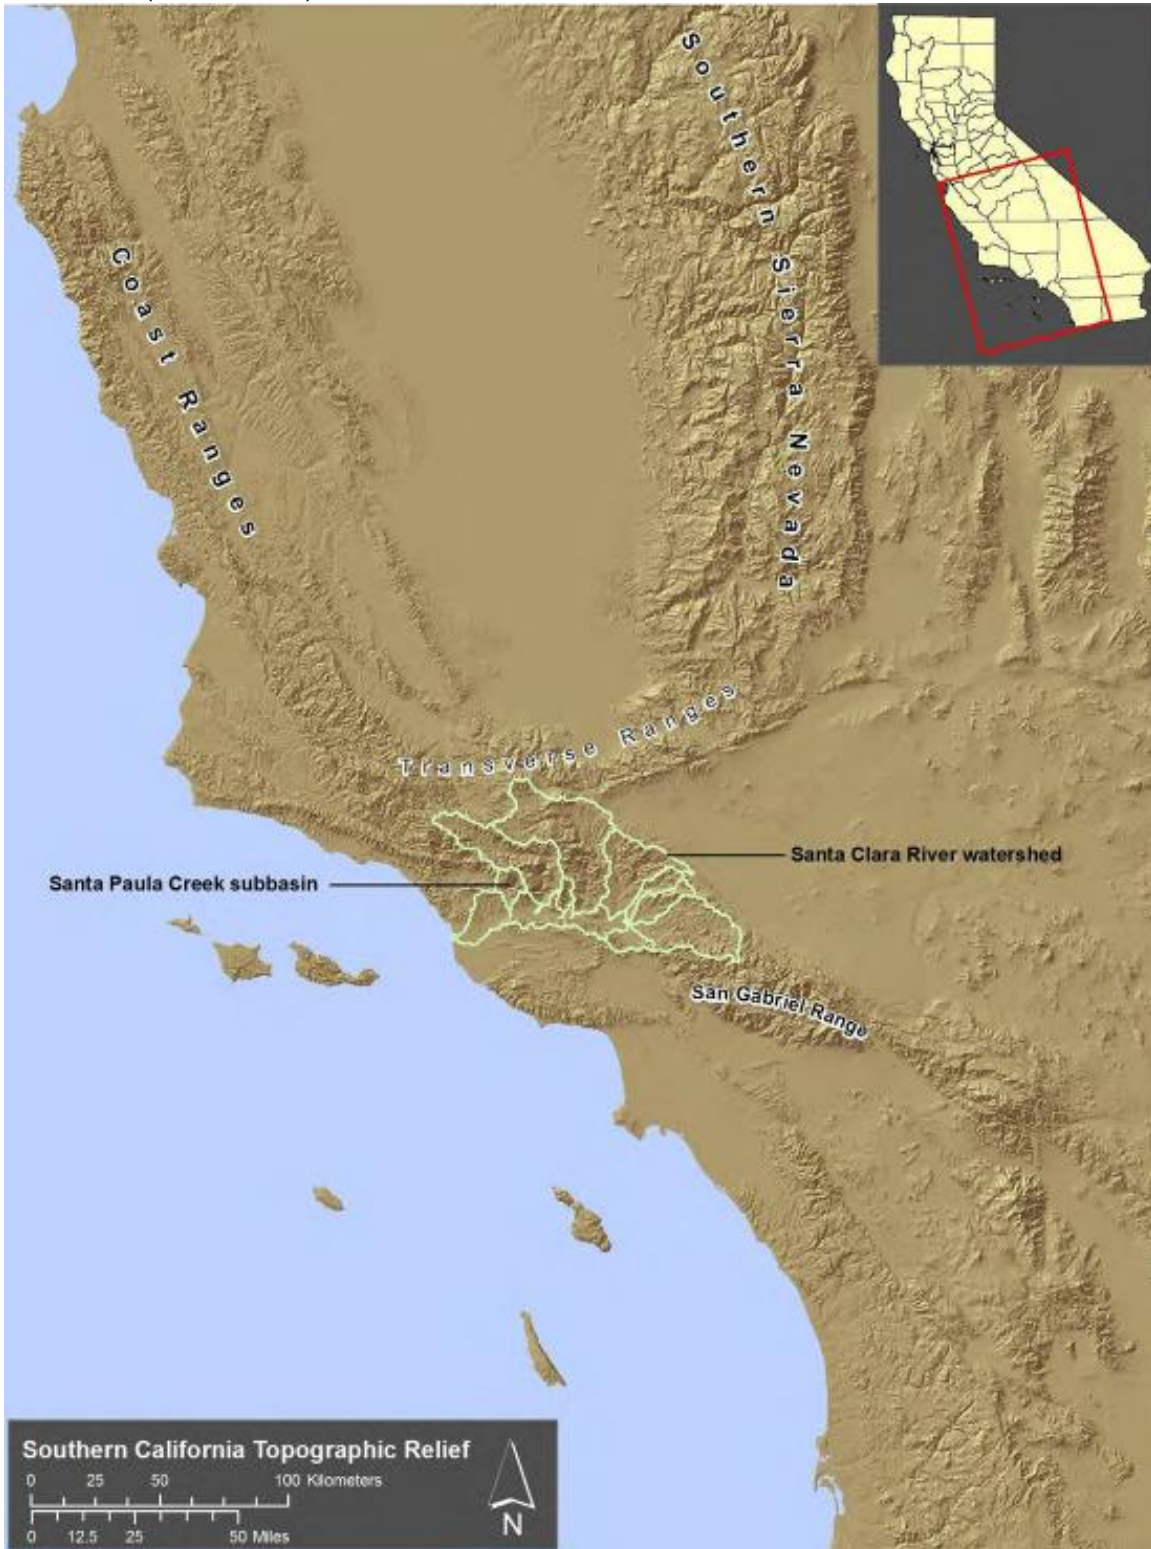 Southern Sierra Nevada
Coast Ranges
Transverse Ranges
Santa Clara River watershed
Santa Paula Creek subbasin
San Gabriel Range
Southern California Topographic Relief
0 25 50 100 Kilometers
0 12.5 25 50 Miles
N